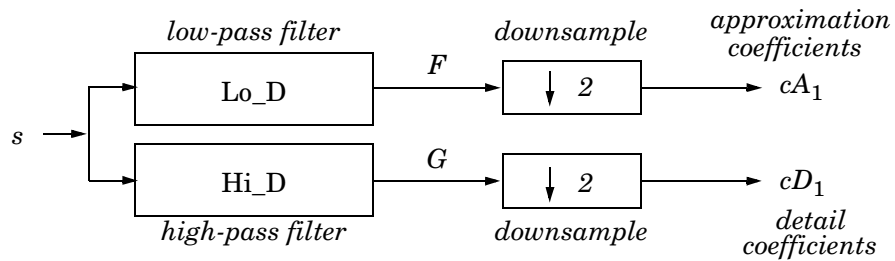 low-pass filter
downsample
approximation
coefficients
Lo_D
F
2
cA1
s
Hi_D
G
2
cD1
high-pass filter
downsample
detail
coefficients